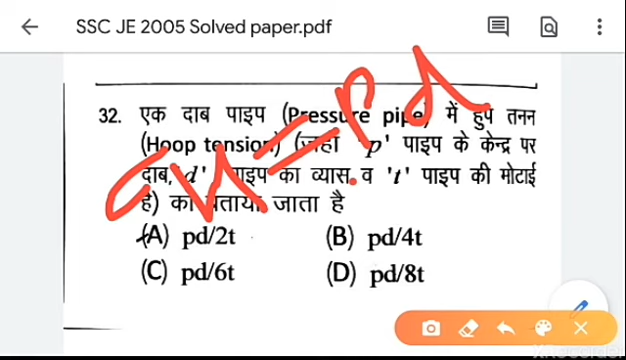 SSC JE 2005 Solved paper.pdf
32. एक दाब पाइप (Pressure pipe) में हुप तनन
(Hoop tension) (जहां 'p' पाइप के केन्द्र पर
दाब, 'd' पाइप का व्यास व 't' पाइप की मोटाई
है) को बताया जाता है
(A) pd/2t (B) pd/4t
(C) pd/6t (D) pd/8t
= pd